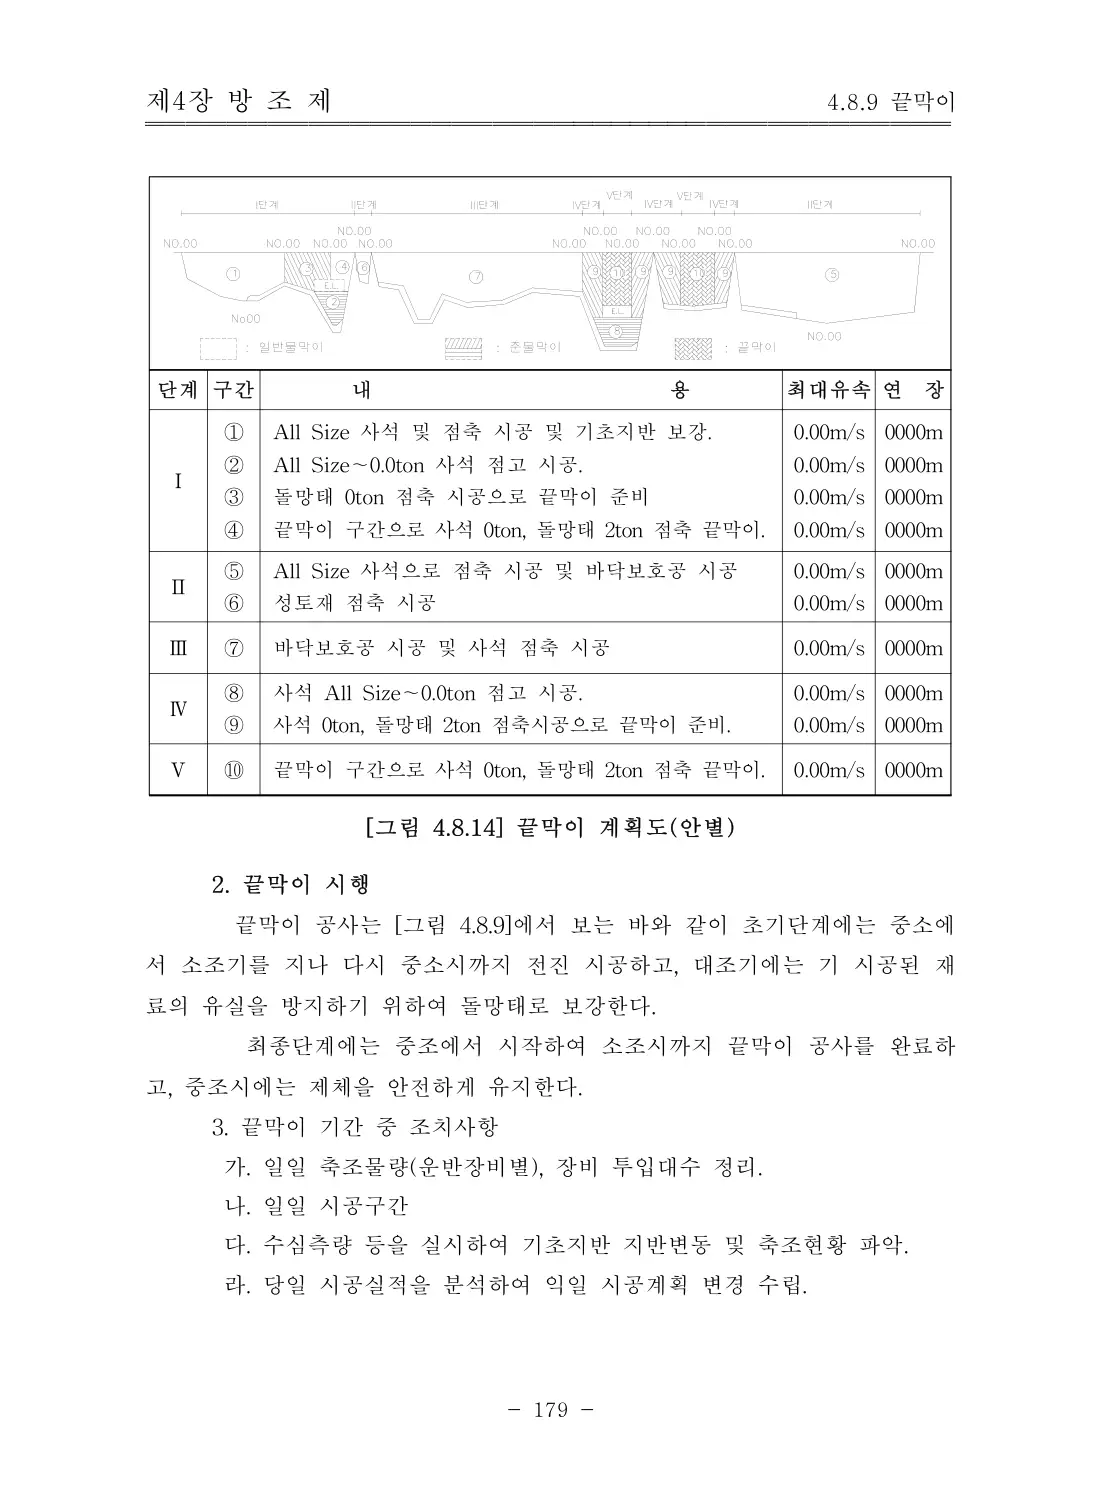 제4장 방 조 제 4.8.9 끝막이
V단계 V단계
I단계 II단계 III단계 IV단계 IV단계 IV단계 II단계
NO.00 NO.00 NO.00 NO.00
NO.00 NO.00 NO.00 NO.00 NO.00 NO.00 NO.00 NO.00 NO.00
① ③ ④ ⑥ ⑦ ⑨ ⑩ ⑨ ⑨ ⑩ ⑨ ⑤
E.L. E.L.
② ⑧
No00 NO.00
: 일반물막이 : 준물막이 : 끝막이
단계 구간 내 용 최대유속 연 장
Ⅰ
① All Size 사석 및 점축 시공 및 기초지반 보강. 0.00m/s 0000m
② All Size~0.0ton 사석 점고 시공. 0.00m/s 0000m
③ 돌망태 0ton 점축 시공으로 끝막이 준비 0.00m/s 0000m
④ 끝막이 구간으로 사석 0ton, 돌망태 2ton 점축 끝막이. 0.00m/s 0000m
Ⅱ
⑤ All Size 사석으로 점축 시공 및 바닥보호공 시공 0.00m/s 0000m
⑥ 성토재 점축 시공 0.00m/s 0000m
Ⅲ ⑦ 바닥보호공 시공 및 사석 점축 시공 0.00m/s 0000m
Ⅳ
⑧ 사석 All Size~0.0ton 점고 시공. 0.00m/s 0000m
⑨ 사석 0ton, 돌망태 2ton 점축시공으로 끝막이 준비. 0.00m/s 0000m
Ⅴ ⑩ 끝막이 구간으로 사석 0ton, 돌망태 2ton 점축 끝막이. 0.00m/s 0000m
[그림 4.8.14] 끝막이 계획도(안별)
2. 끝막이 시행
끝막이 공사는 [그림 4.8.9]에서 보는 바와 같이 초기단계에는 중소에
서 소조기를 지나 다시 중소시까지 전진 시공하고, 대조기에는 기 시공된 재
료의 유실을 방지하기 위하여 돌망태로 보강한다.
최종단계에는 중조에서 시작하여 소조시까지 끝막이 공사를 완료하
고, 중조시에는 제체을 안전하게 유지한다.
3. 끝막이 기간 중 조치사항
가. 일일 축조물량(운반장비별), 장비 투입대수 정리.
나. 일일 시공구간
다. 수심측량 등을 실시하여 기초지반 지반변동 및 축조현황 파악.
라. 당일 시공실적을 분석하여 익일 시공계획 변경 수립.
- 179 -